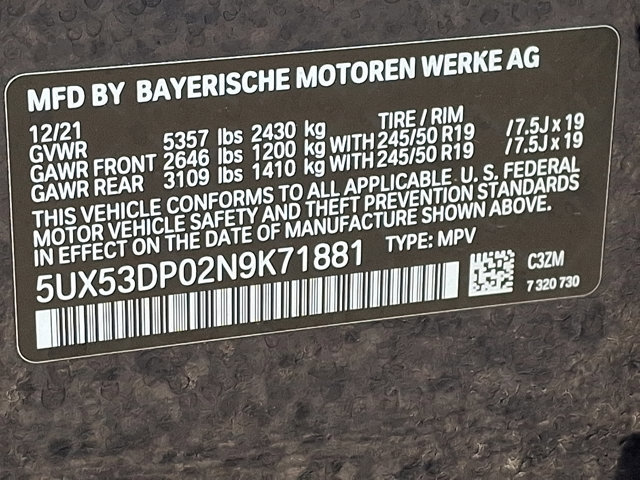 MFD BY BAYERISCHE MOTOREN WERKE AG
12/21 TIRE / RIM
GVWR 5357 lbs 2430 kg
GAWR FRONT 2646 lbs 1200 kg WITH 245/50 R19 /7.5J x 19
GAWR REAR 3109 lbs 1410 kg WITH 245/50 R19 /7.5J x 19
THIS VEHICLE CONFORMS TO ALL APPLICABLE U. S. FEDERAL
MOTOR VEHICLE SAFETY AND THEFT PREVENTION STANDARDS
IN EFFECT ON THE DATE OF MANUFACTURE SHOWN ABOVE.
5UX53DP02N9K71881 TYPE: MPV
C3ZM
7 320 730